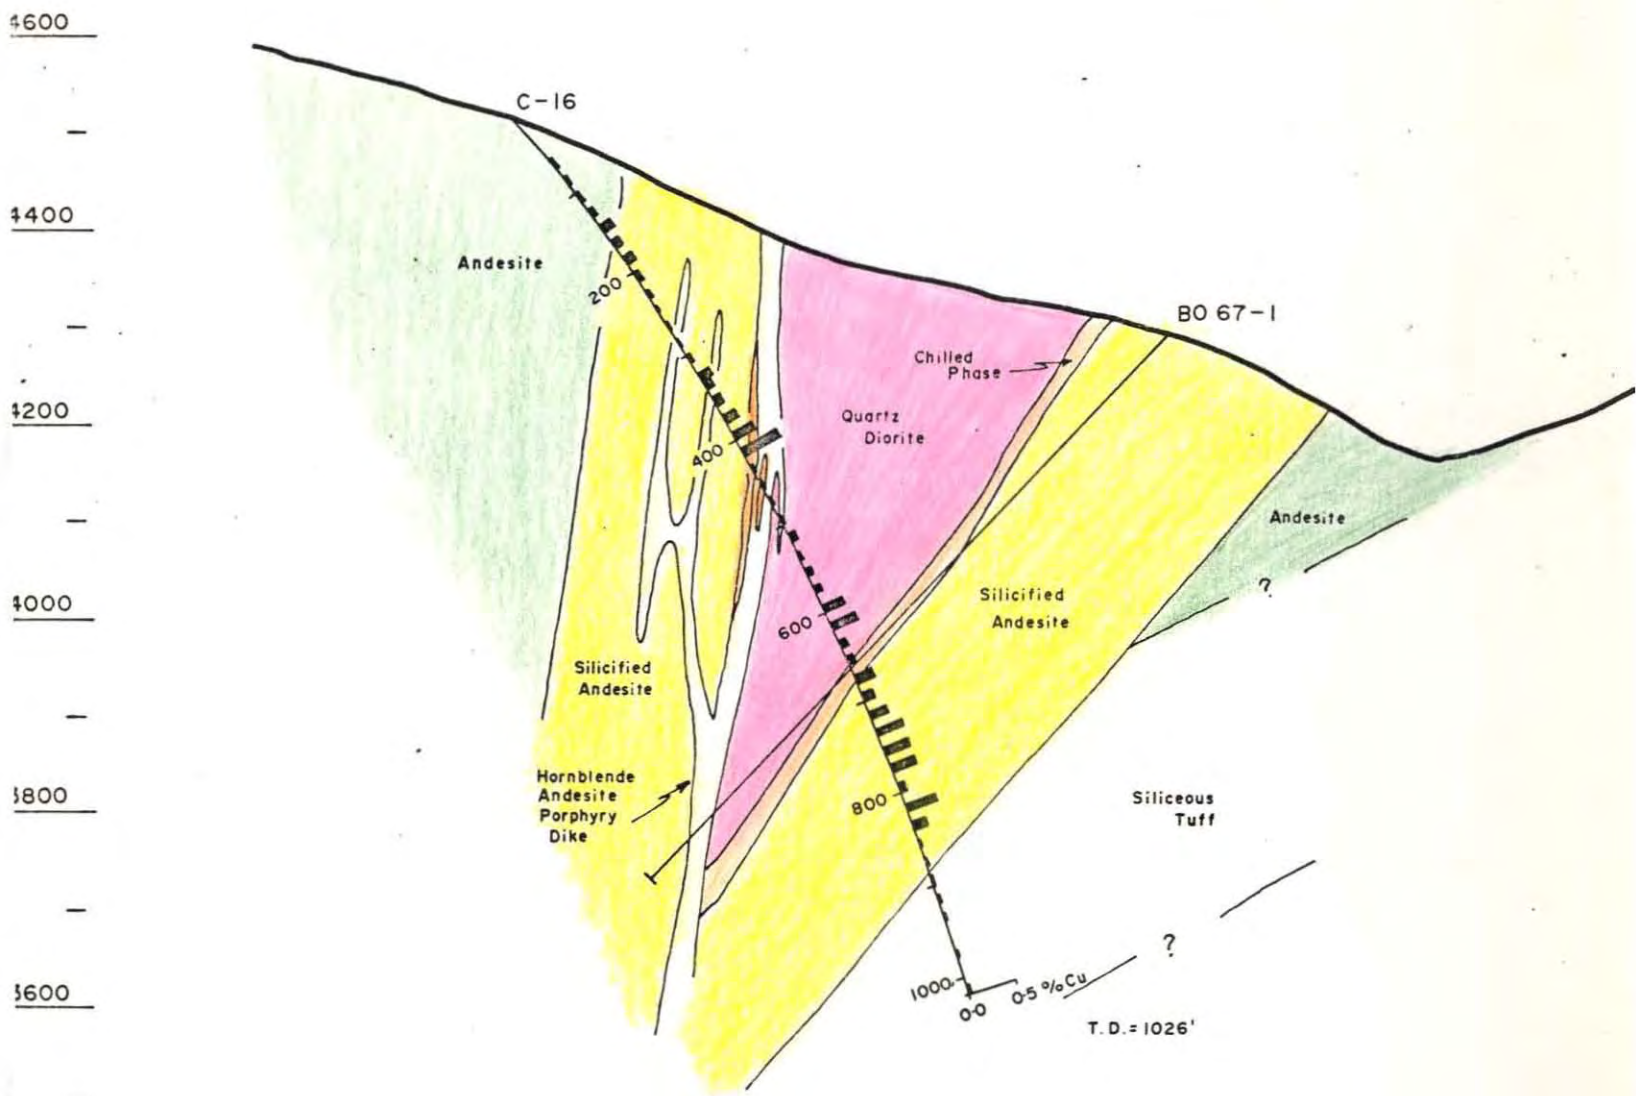 4600
C-16
4400
Andesite
200
BO 67-1
Chilled
Phase
4200
Quartz
Diorite
400
Andesite
?
4000
Silicified
Andesite
600
Silicified
Andesite
Hornblende
Andesite
Porphyry
Dike
3800
800
Siliceous
Tuff
?
3600
1000
0.5 %Cu
0.0
T. D. = 1026'